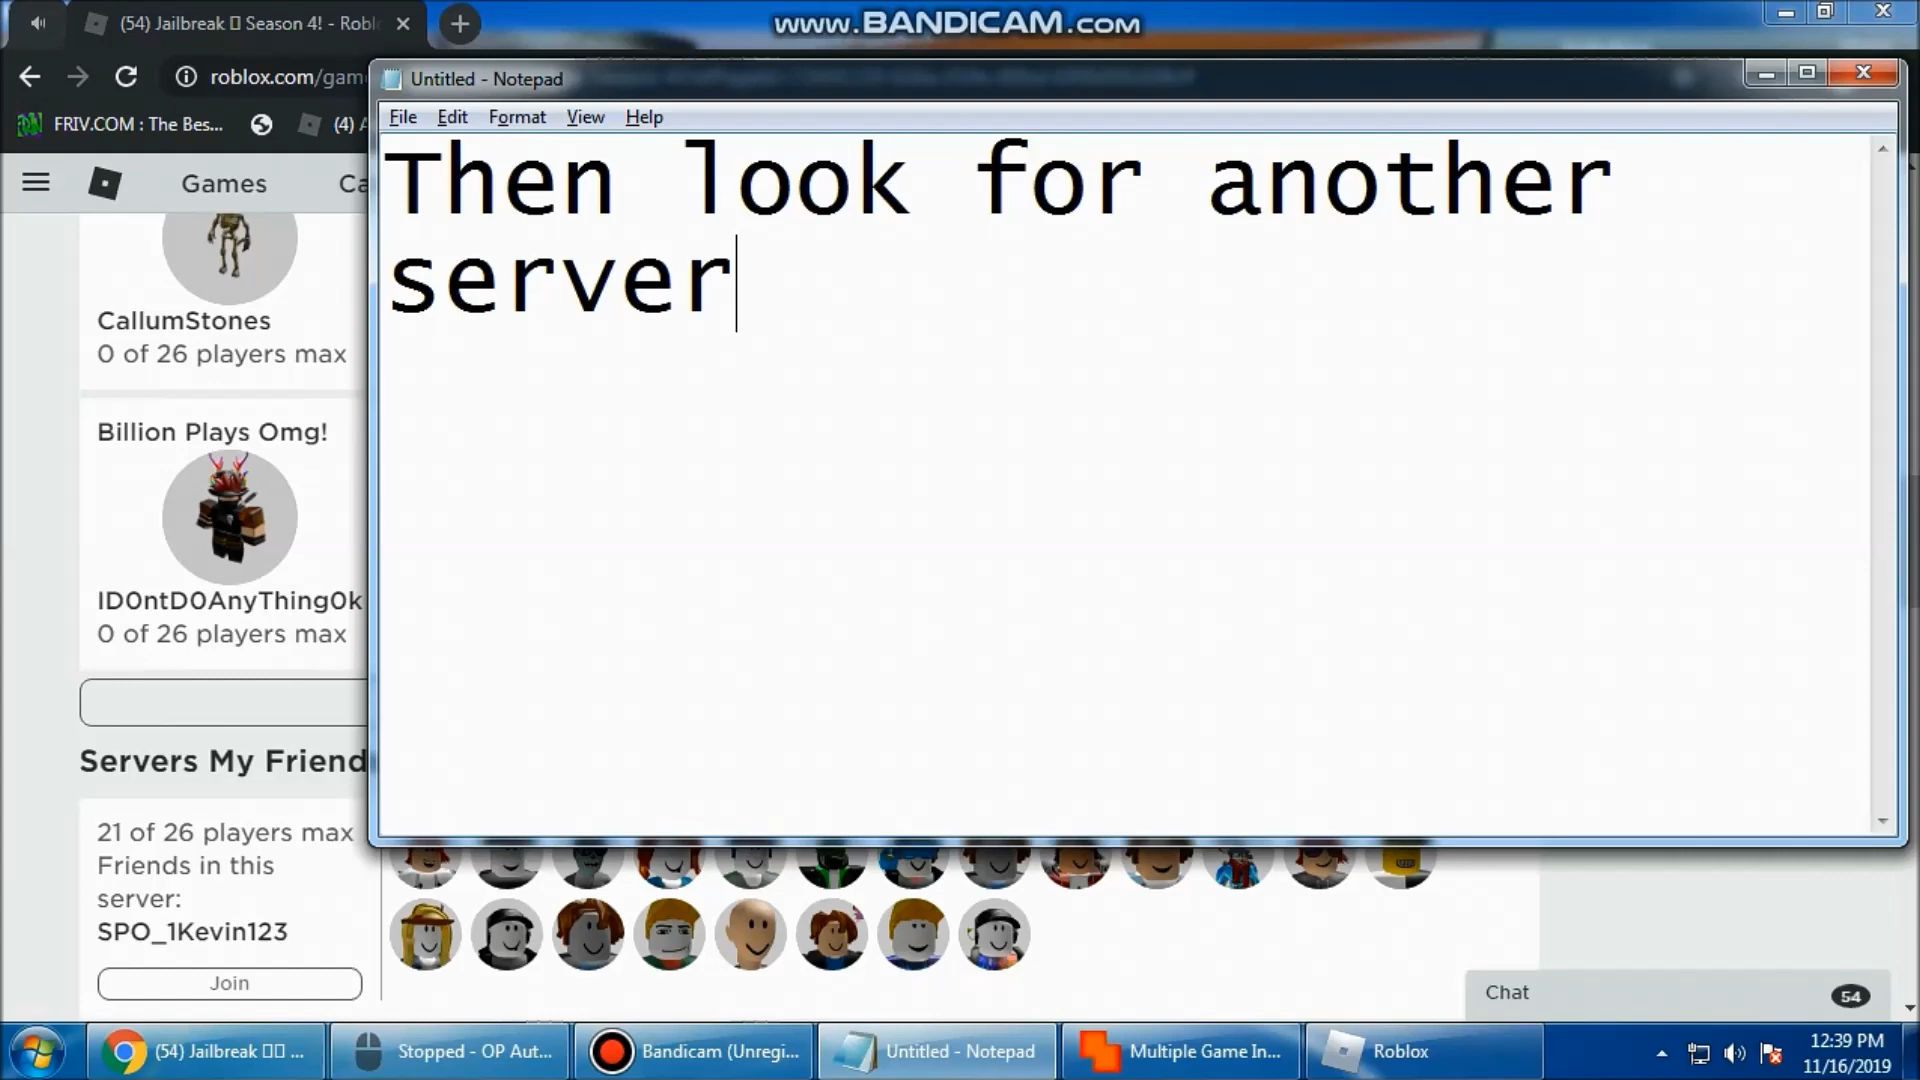 www.BANDICAM.com
(54) Jailbreak Season 4! - Roblo
roblox.com/gam
FRIV.COM : The Bes...
(4)
Untitled - Notepad
File Edit Format View Help
Then look for another
server
Games
Ca
CallumStones
0 of 26 players max
Billion Plays Omg!
ID0ntD0AnyThing0k
0 of 26 players max
Servers My Friend
21 of 26 players max
Friends in this
server:
SPO_1Kevin123
Join
Chat
54
(54) Jailbreak ...
Stopped - OP Aut...
Bandicam (Unregi...
Untitled - Notepad
Multiple Game In...
Roblox
12:39 PM
11/16/2019